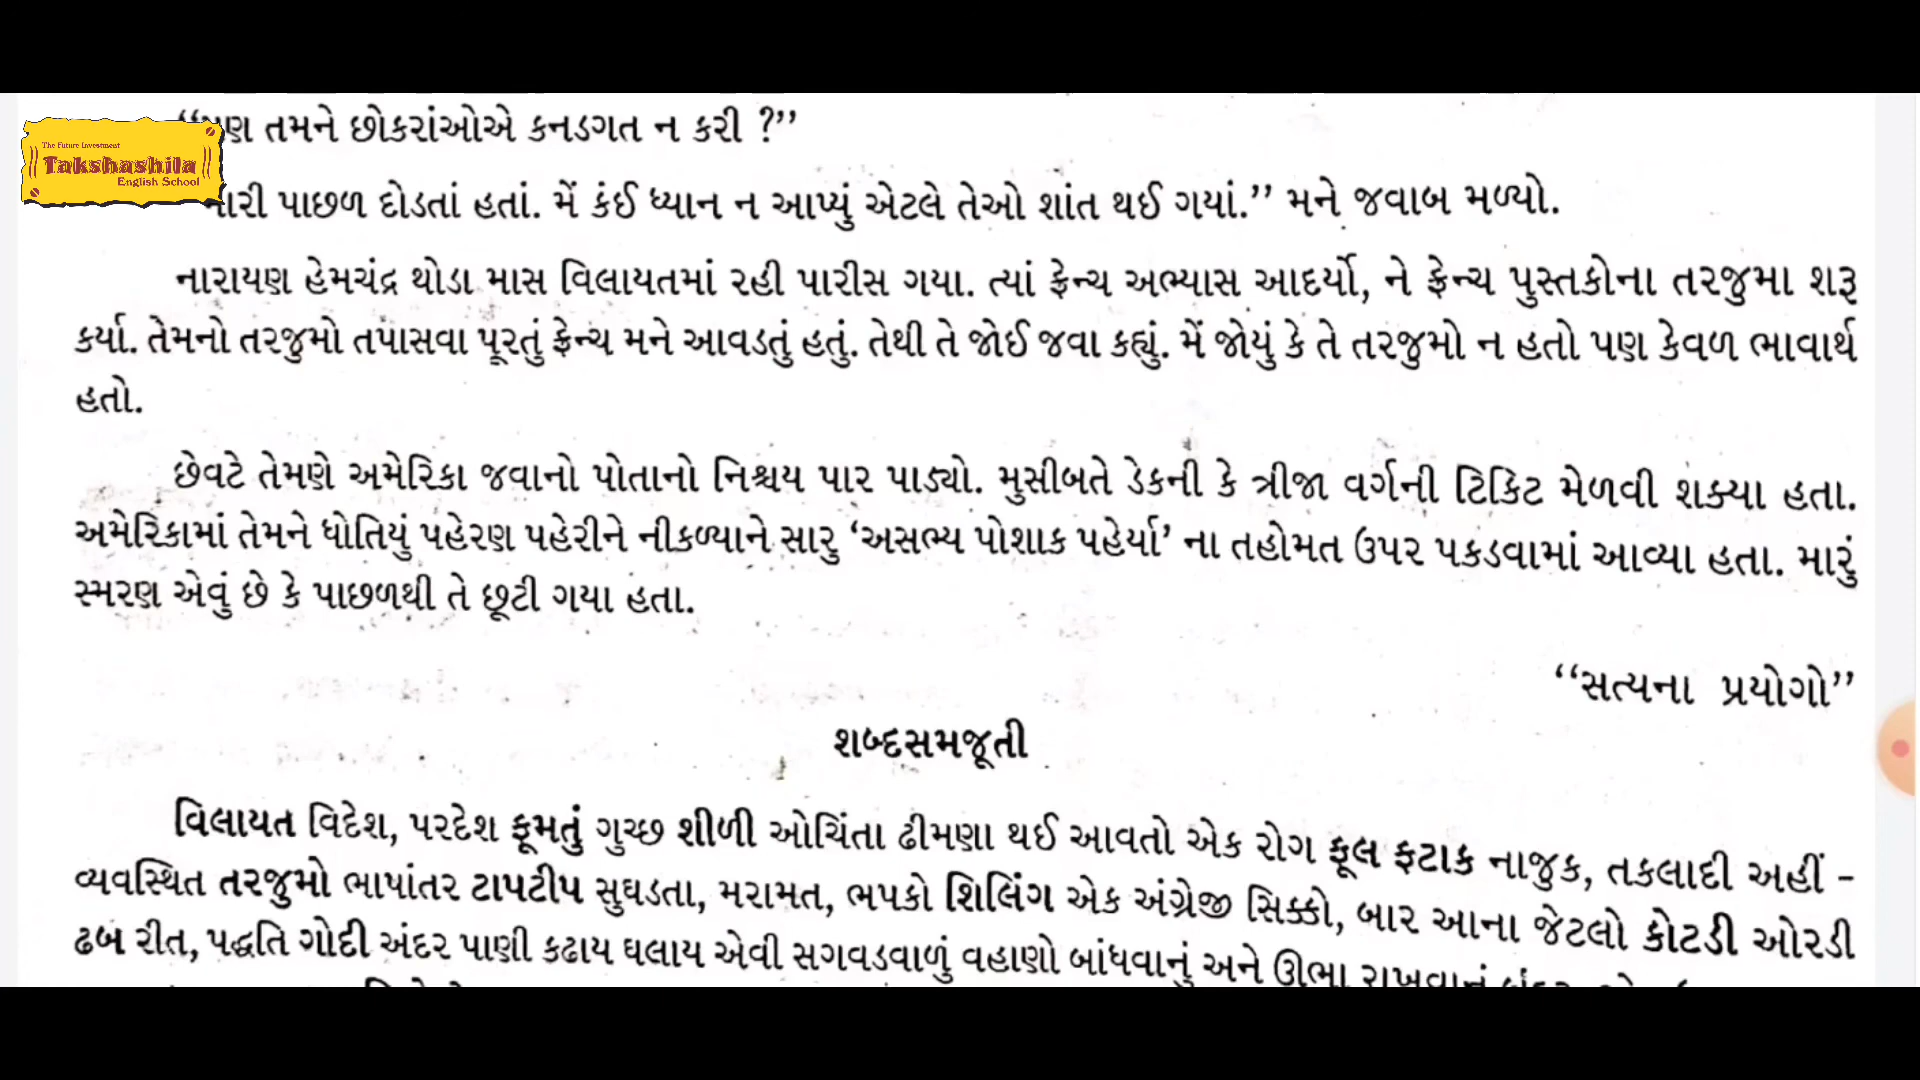 The Future Investment
Takshashila
English School
તમને છોકરાંઓએ કનડગત ન કરી ?”
પાછળ દોડતાં હતાં. મેં કંઈ ધ્યાન ન આપ્યું એટલે તેઓ શાંત થઈ ગયાં.” મને જવાબ મળ્યો.
નારાયણ હેમચંદ્ર થોડા માસ વિલાયતમાં રહી પારીસ ગયા. ત્યાં ફ્રેન્ચ અભ્યાસ આદર્યો, ને ફ્રેન્ચ પુસ્તકોના તરજુમા શરૂ
કર્યા. તેમનો તરજુમો તપાસવા પૂરતું ફ્રેન્ચ મને આવડતું હતું. તેથી તે જોઈ જવા કહ્યું. મેં જોયું કે તે તરજુમો ન હતો પણ કેવળ ભાવાર્થ
હતો.
છેવટે તેમણે અમેરિકા જવાનો પોતાનો નિશ્ચય પાર પાડ્યો. મુસીબતે ડેકની કે ત્રીજા વર્ગની ટિકિટ મેળવી શક્યા હતા.
અમેરિકામાં તેમને ધોતિયું પહેરણ પહેરીને નીકળ્યાને સારુ ‘અસભ્ય પોશાક પહેર્યા’ ના તહોમત ઉપર પકડવામાં આવ્યા હતા. મારું
સ્મરણ એવું છે કે પાછળથી તે છૂટી ગયા હતા.
“સત્યના પ્રયોગો”
શબ્દસમજૂતી
વિલાયત વિદેશ, પરદેશ ફૂમતું ગુચ્છ શીળી ઓચિંતા ઢીમણા થઈ આવતો એક રોગ ફૂલ ફટાક નાજુક, તકલાદી અહીં -
વ્યવસ્થિત તરજુમો ભાષાંતર ટાપટીપ સુઘડતા, મરામત, ભપકો શિલિંગ એક અંગ્રેજી સિક્કો, બાર આના જેટલો કોટડી ઓરડી
ઢબ રીત, પદ્ધતિ ગોદી અંદર પાણી કઢાય ઘલાય એવી સગવડવાળું વહાણો બાંધવાનું અને ઊભા રાખવાનું